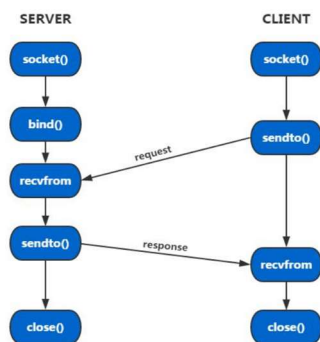 SERVER
CLIENT
socket()
socket()
bind()
sendto()
request
recvfrom
sendto()
response
recvfrom
close()
close()